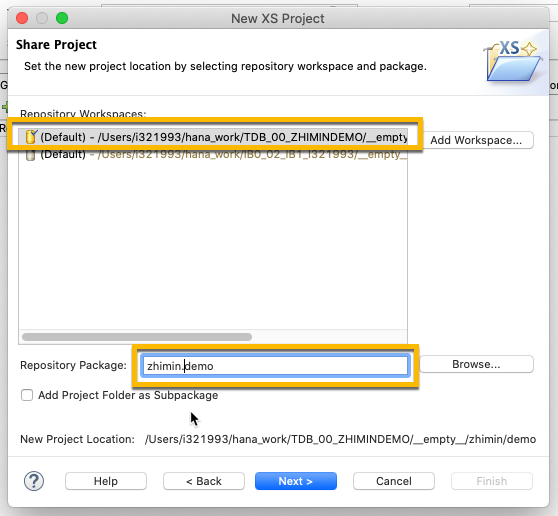 New XS Project
Share Project
Set the new project location by selecting repository workspace and package.
XS
Repository Workspaces:
(Default) - /Users/i321993/hana_work/TDB_00_ZHIMINDEMO/__empty
(Default) - /Users/i321993/hana_work/IB0_02_IB1_I321993/__empty__
Add Workspace...
Repository Package:
zhimin.demo
Browse...
Add Project Folder as Subpackage
New Project Location: /Users/i321993/hana_work/TDB_00_ZHIMINDEMO/__empty__/zhimin/demo
?
Help
< Back
Next >
Cancel
Finish